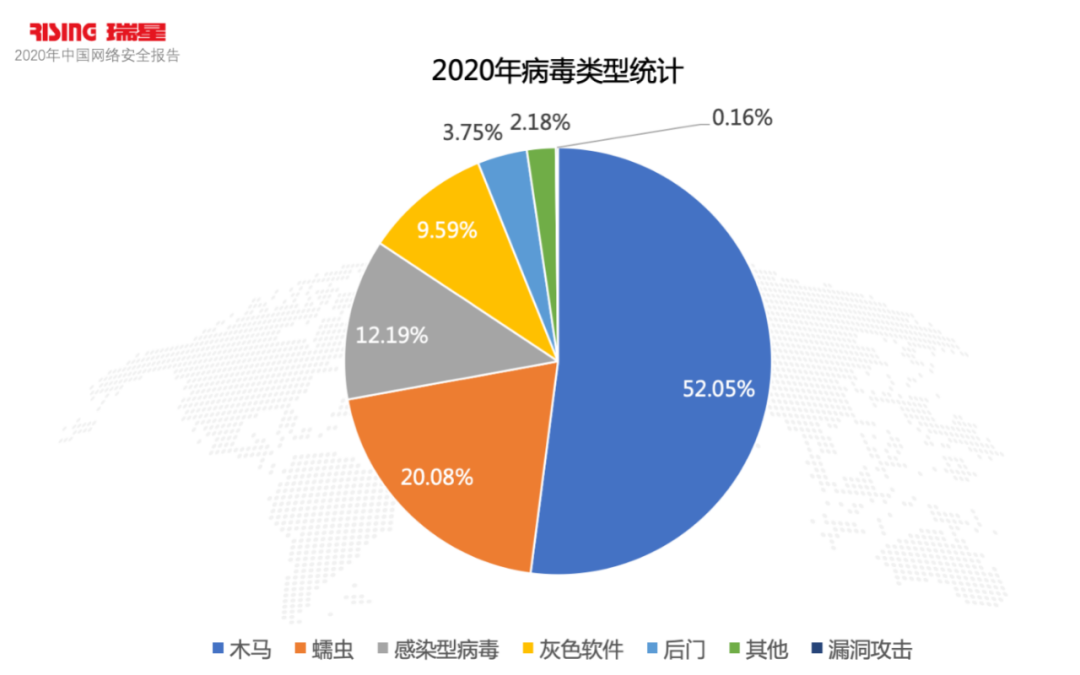 RISING 瑞星
2020年中国网络安全报告
2020年病毒类型统计
3.75%
2.18%
0.16%
9.59%
12.19%
52.05%
20.08%
木马 蠕虫 感染型病毒 灰色软件 后门 其他 漏洞攻击